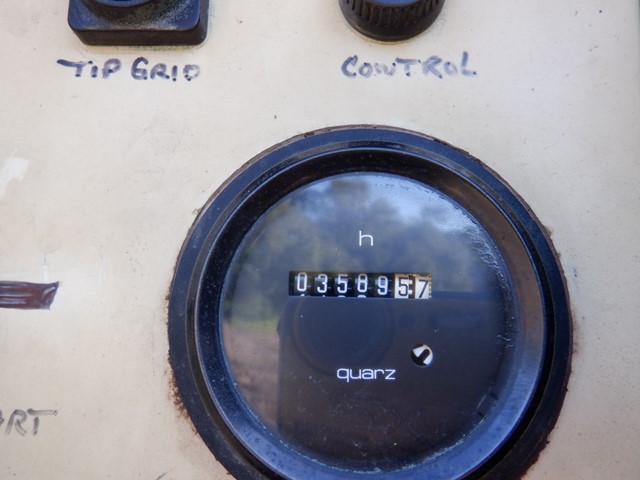 TIP GRID
CONTROL
h
0358957
quarz